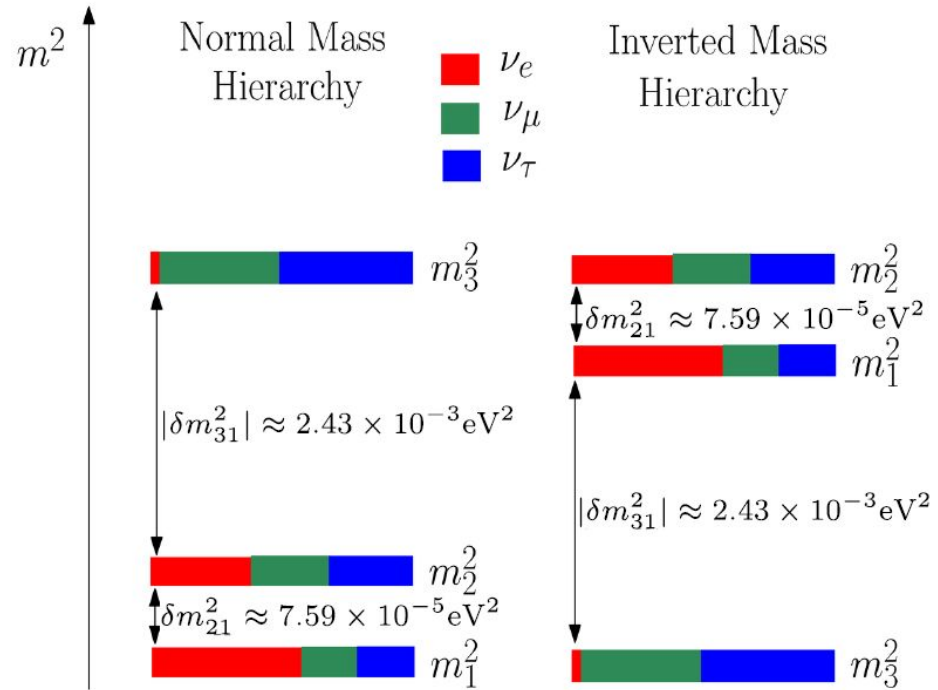 m²
Normal Mass
Hierarchy
νₑ
ν_μ
ν_τ
Inverted Mass
Hierarchy
m₃²
|δm₃₁²| ≈ 2.43 × 10⁻³eV²
m₂²
δm₂₁² ≈ 7.59 × 10⁻⁵eV²
m₁²
m₂²
δm₂₁² ≈ 7.59 × 10⁻⁵eV²
m₁²
|δm₃₁²| ≈ 2.43 × 10⁻³eV²
m₃²